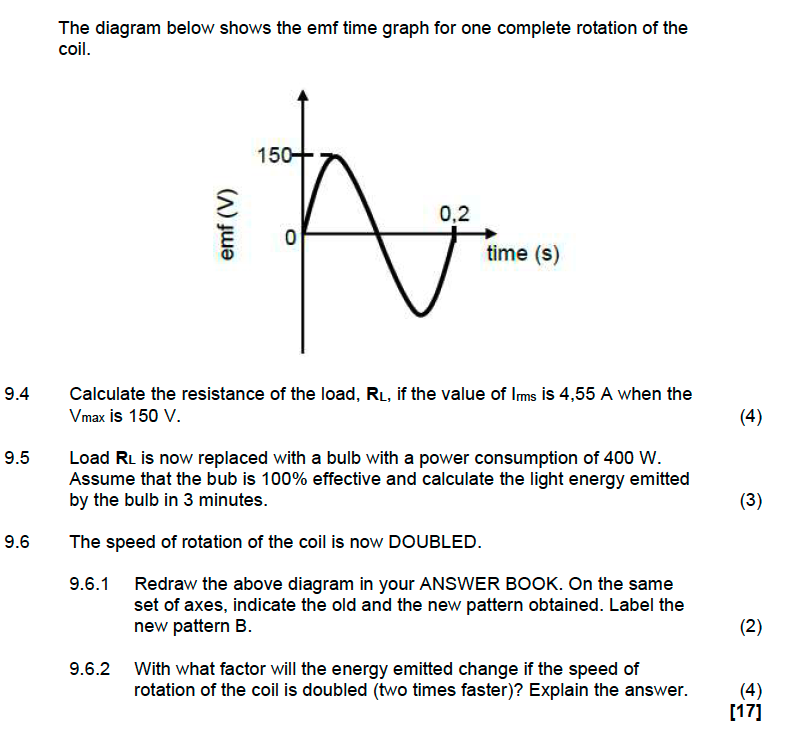 The diagram below shows the emf time graph for one complete rotation of the
coil.
150
0,2
0
emf (V)
time (s)
9.4 Calculate the resistance of the load, RL, if the value of Irms is 4,55 A when the
Vmax is 150 V. (4)
9.5 Load RL is now replaced with a bulb with a power consumption of 400 W.
Assume that the bub is 100% effective and calculate the light energy emitted
by the bulb in 3 minutes. (3)
9.6 The speed of rotation of the coil is now DOUBLED.
9.6.1 Redraw the above diagram in your ANSWER BOOK. On the same
set of axes, indicate the old and the new pattern obtained. Label the
new pattern B. (2)
9.6.2 With what factor will the energy emitted change if the speed of
rotation of the coil is doubled (two times faster)? Explain the answer. (4)
[17]